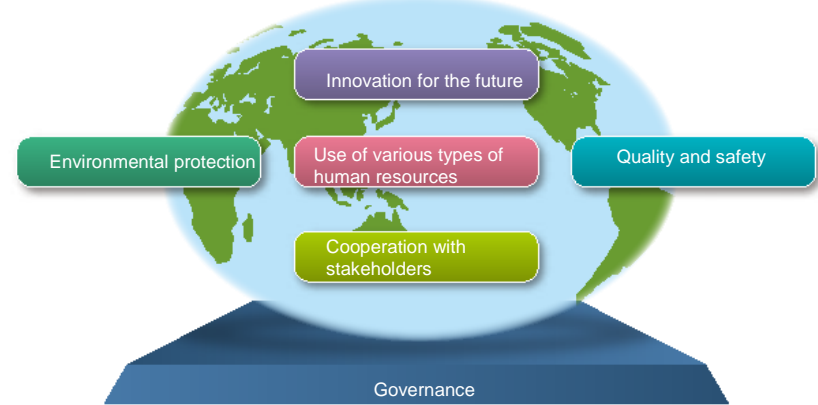 Innovation for the future
Environmental protection
Use of various types of
human resources
Quality and safety
Cooperation with
stakeholders
Governance